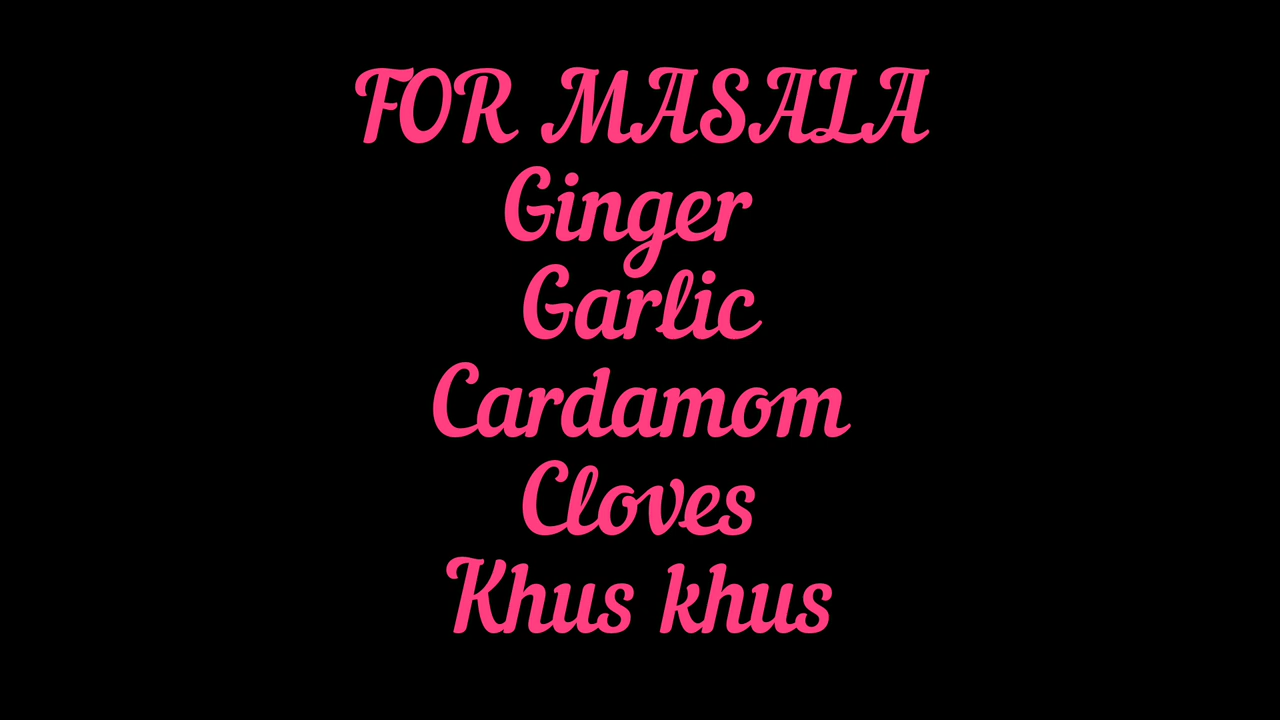 FOR MASALA
Ginger
Garlic
Cardamom
Cloves
Khus khus